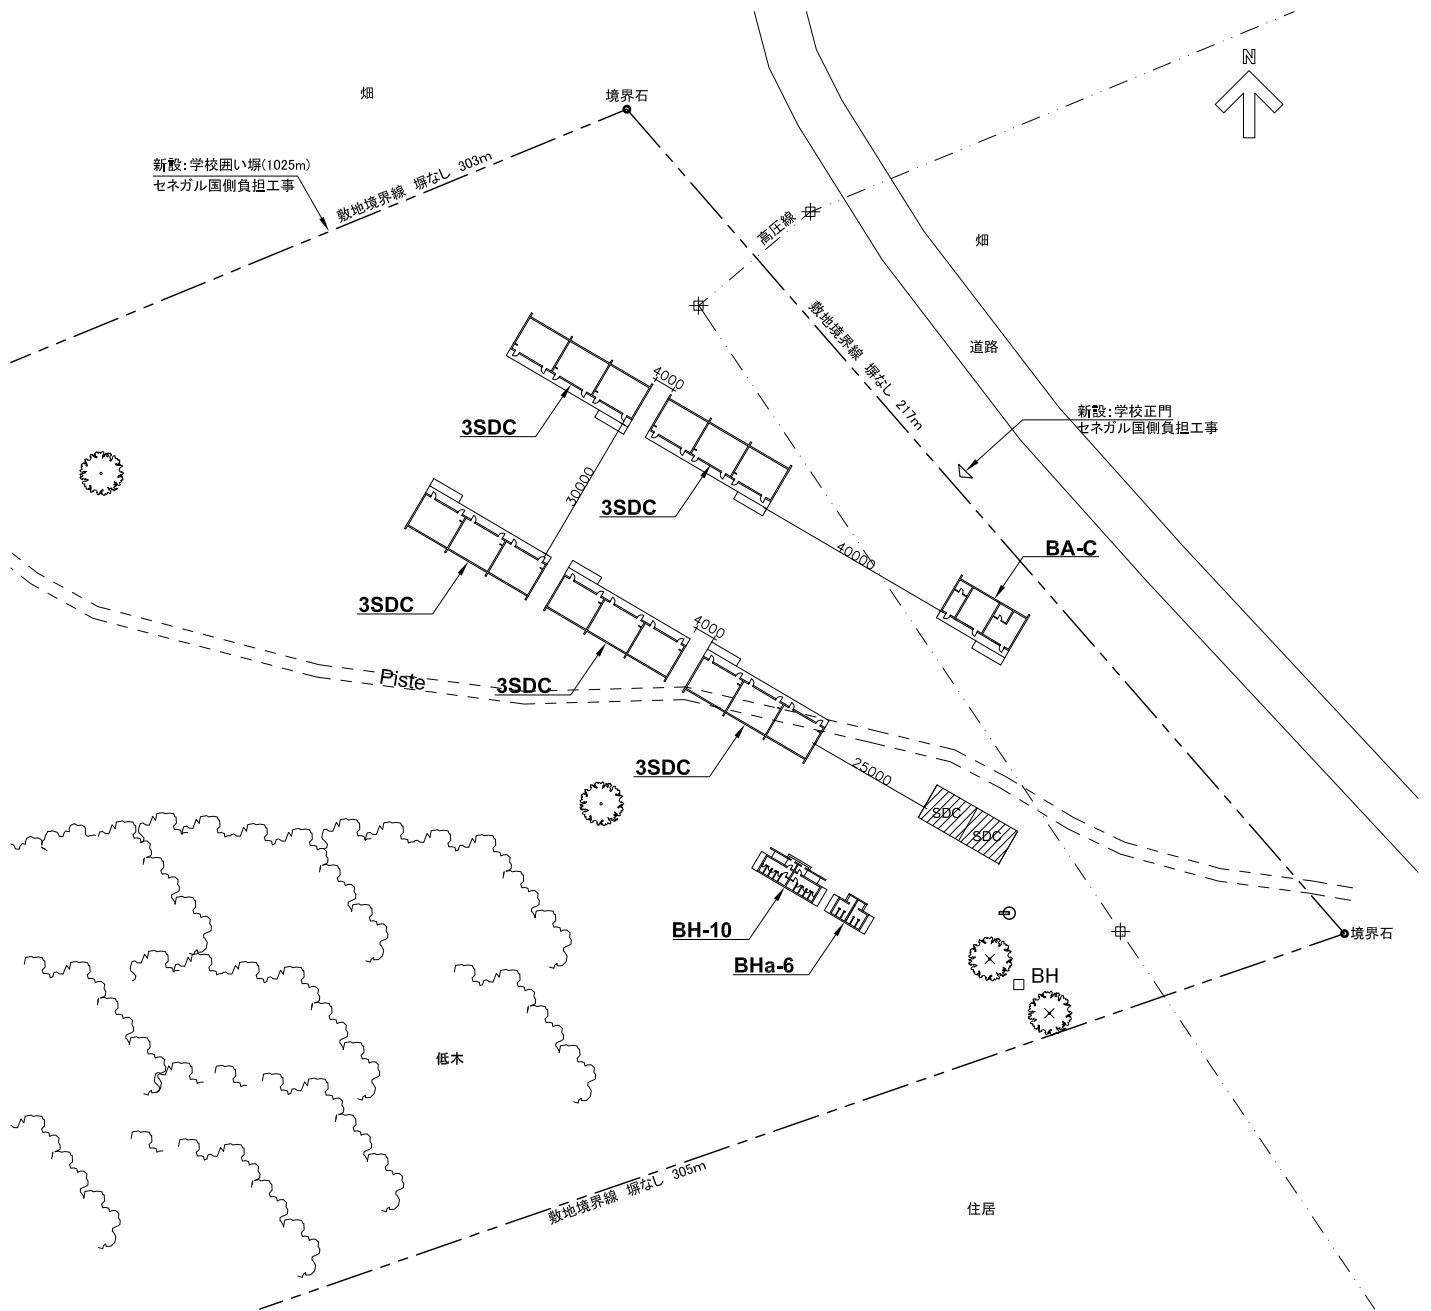 N
畑
境界石
新設:学校囲い塀(1025m)
セネガル国側負担工事
敷地境界線 塀なし 303m
高圧線
畑
敷地境界線 塀なし 217m
道路
4000
新設:学校正門
セネガル国側負担工事
3SDC
30000
3SDC
40000
BA-C
3SDC
4000
Piste
3SDC
3SDC
25000
SDC
SDC
BH-10
BHa-6
境界石
BH
低木
敷地境界線 塀なし 305m
住居